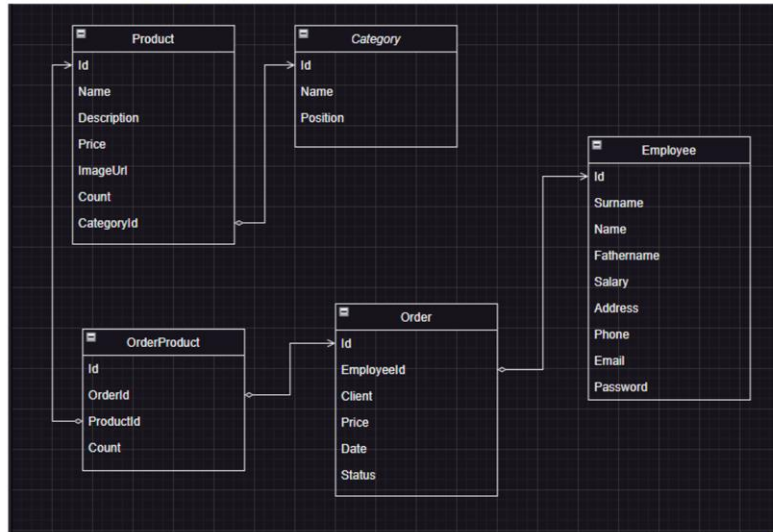 Product
Id
Name
Description
Price
ImageUrl
Count
CategoryId
Category
Id
Name
Position
Employee
Id
Surname
Name
Fathername
Salary
Address
Phone
Email
Password
OrderProduct
Id
OrderId
ProductId
Count
Order
Id
EmployeeId
Client
Price
Date
Status